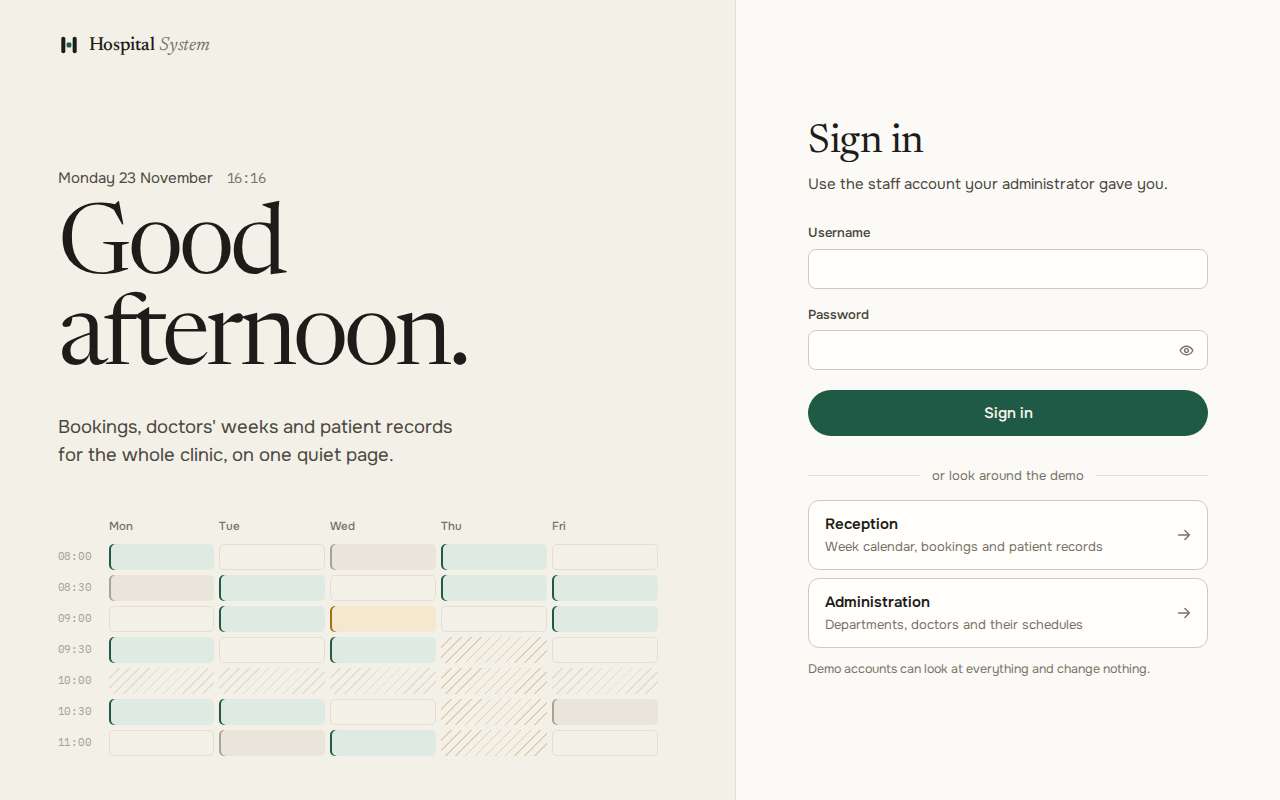 Hospital System
Monday 23 November 16:16
Good
afternoon.
Bookings, doctors' weeks and patient records
for the whole clinic, on one quiet page.
Mon Tue Wed Thu Fri
08:00
08:30
09:00
09:30
10:00
10:30
11:00
Sign in
Use the staff account your administrator gave you.
Username
Password
Sign in
or look around the demo
Reception
Week calendar, bookings and patient records
Administration
Departments, doctors and their schedules
Demo accounts can look at everything and change nothing.